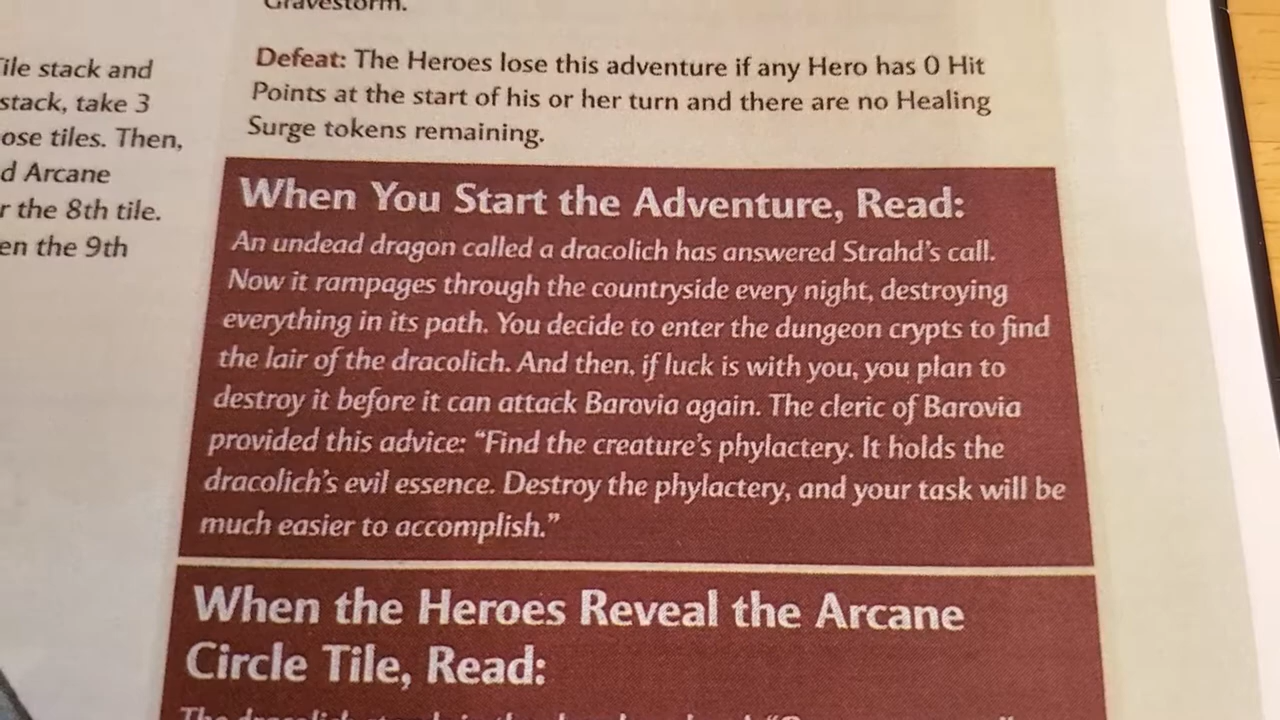 Gravestorm.
Tile stack and
stack, take 3
ose tiles. Then,
d Arcane
r the 8th tile.
en the 9th
Defeat: The Heroes lose this adventure if any Hero has 0 Hit
Points at the start of his or her turn and there are no Healing
Surge tokens remaining.
When You Start the Adventure, Read:
An undead dragon called a dracolich has answered Strahd's call.
Now it rampages through the countryside every night, destroying
everything in its path. You decide to enter the dungeon crypts to find
the lair of the dracolich. And then, if luck is with you, you plan to
destroy it before it can attack Barovia again. The cleric of Barovia
provided this advice: “Find the creature's phylactery. It holds the
dracolich's evil essence. Destroy the phylactery, and your task will be
much easier to accomplish.”
When the Heroes Reveal the Arcane
Circle Tile, Read: